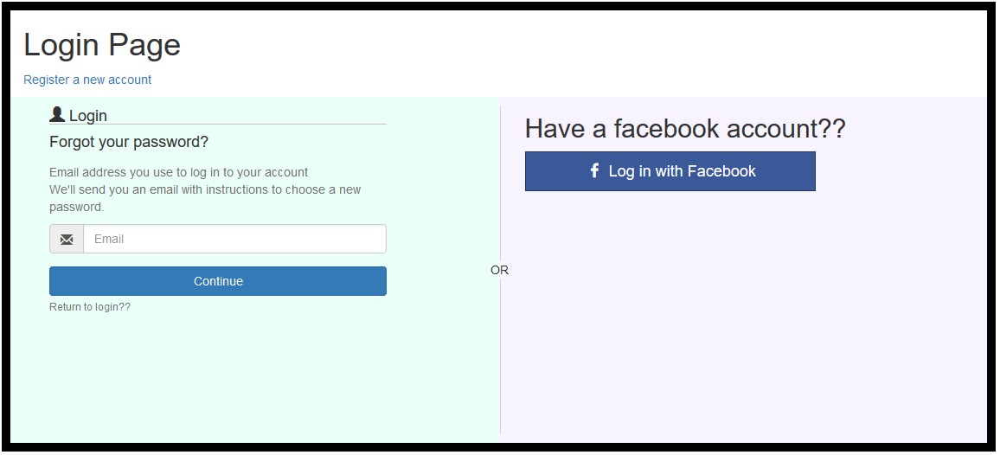 Login Page
Register a new account
Login
Forgot your password?
Email address you use to log in to your account
We'll send you an email with instructions to choose a new
password.
Email
Continue
Return to login??
OR
Have a facebook account??
f Log in with Facebook